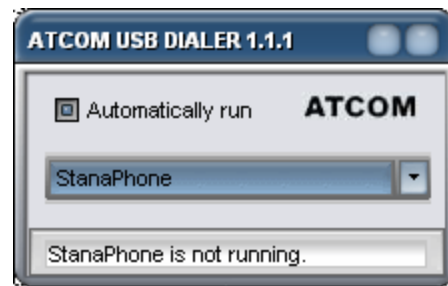 ATCOM USB DIALER 1.1.1
Automatically run
ATCOM
StanaPhone
StanaPhone is not running.